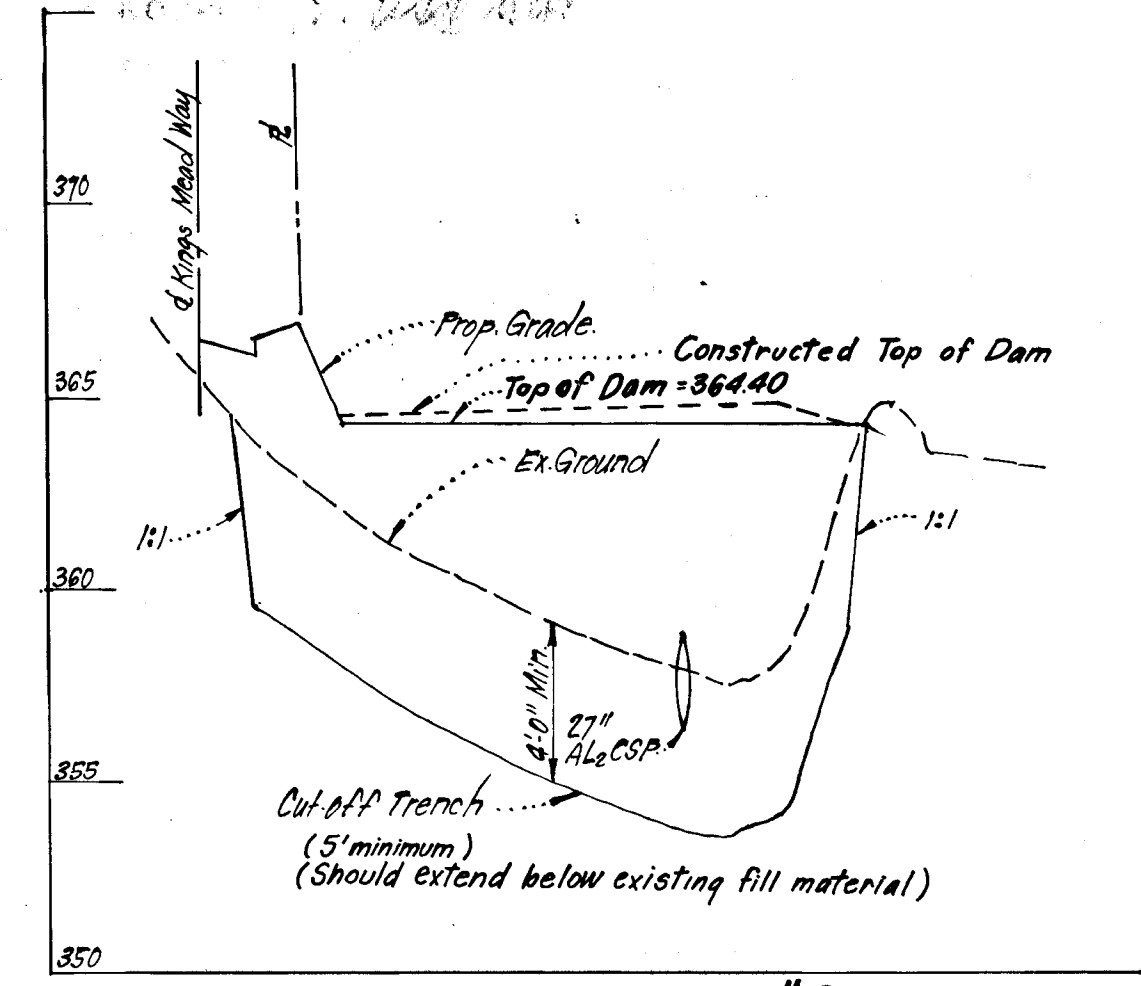 370
365
360
355
350
Kings Mead Way
Prop. Grade.
Constructed Top of Dam
Top of Dam = 364.40
Ex. Ground
1:1
1:1
4'-0" Min.
27"
AL2 CSP.
Cut-off Trench
(5' minimum)
(Should extend below existing fill material)